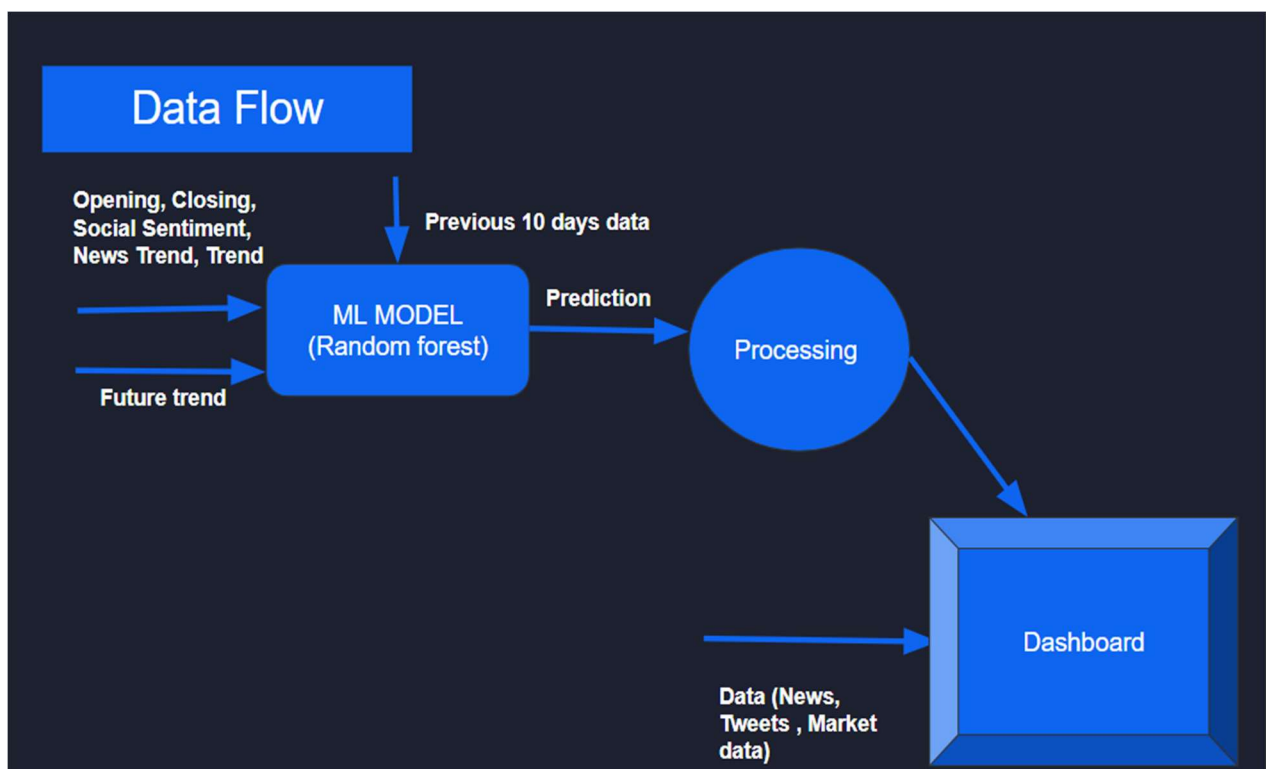 Data Flow
Opening, Closing,
Social Sentiment,
News Trend, Trend
Previous 10 days data
ML MODEL
(Random forest)
Prediction
Processing
Future trend
Dashboard
Data (News,
Tweets , Market
data)